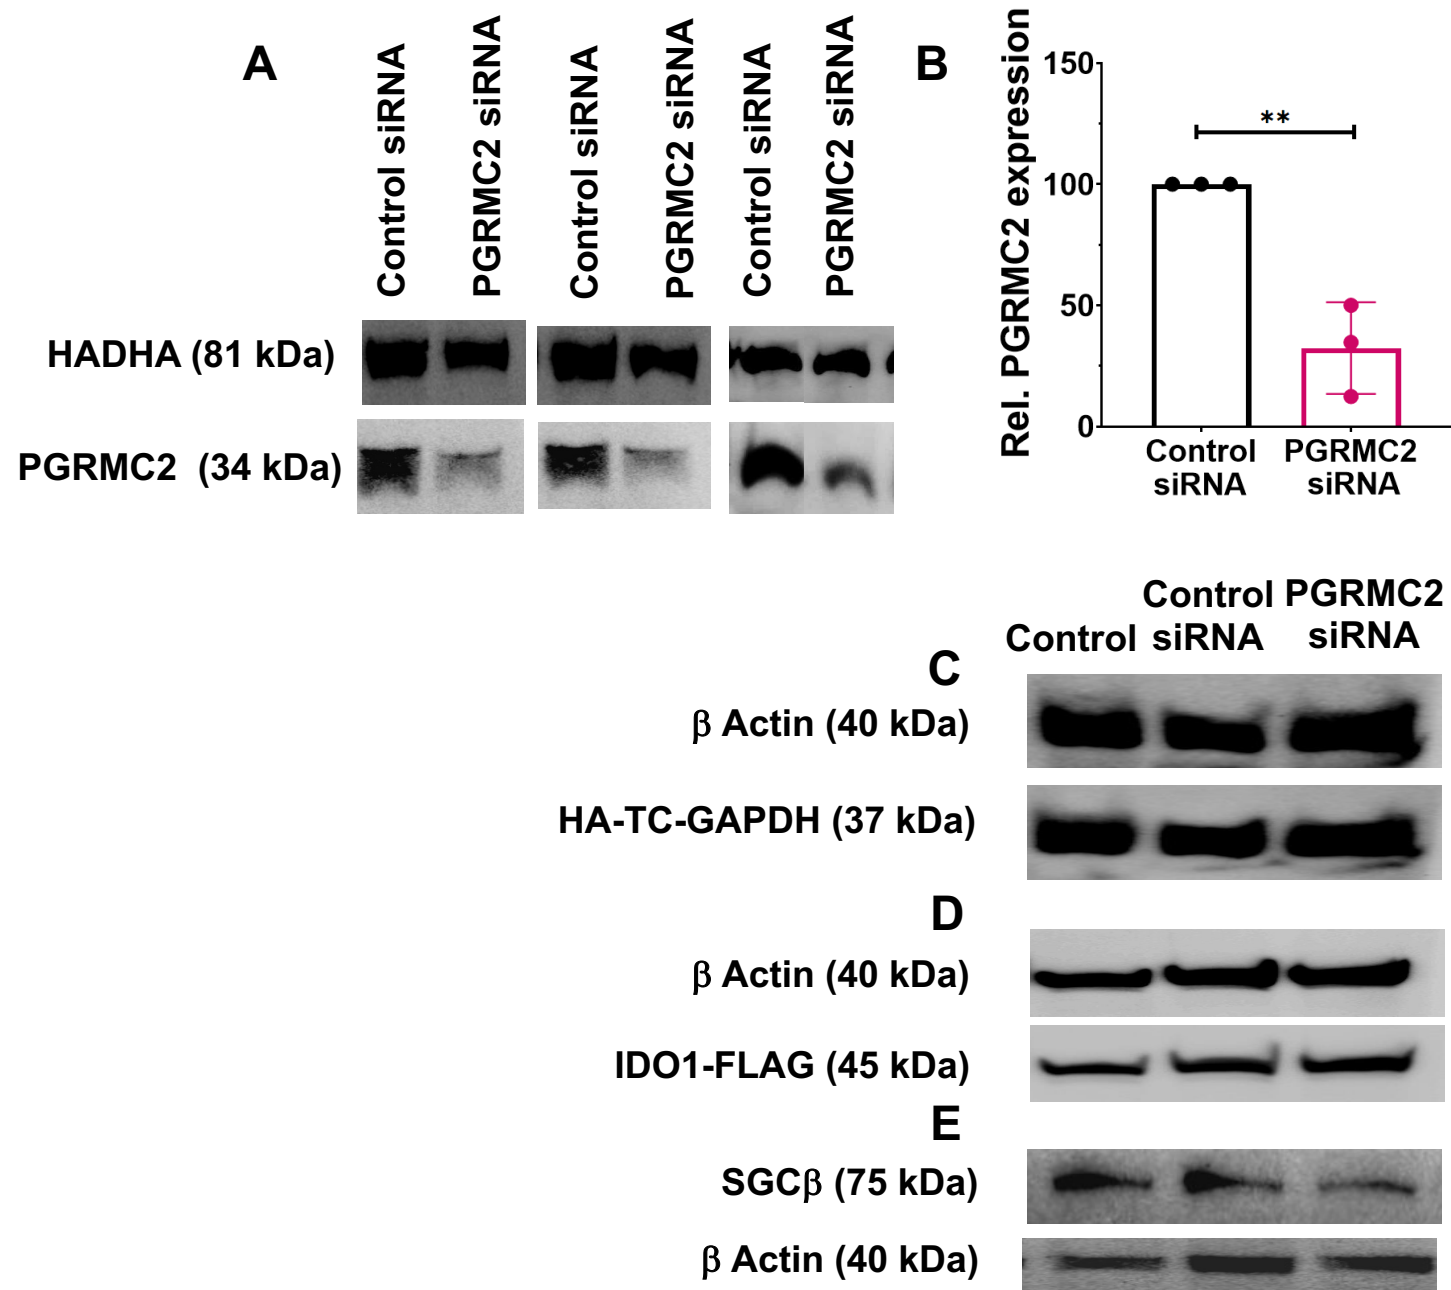 A
Control siRNA
PGRMC2 siRNA
Control siRNA
PGRMC2 siRNA
Control siRNA
PGRMC2 siRNA
HADHA (81 kDa)
PGRMC2 (34 kDa)
B
Rel. PGRMC2 expression
150
100
50
0
**
Control
siRNA
PGRMC2
siRNA
Control
Control
siRNA
PGRMC2
siRNA
C
β Actin (40 kDa)
HA-TC-GAPDH (37 kDa)
D
β Actin (40 kDa)
IDO1-FLAG (45 kDa)
E
SGCβ (75 kDa)
β Actin (40 kDa)